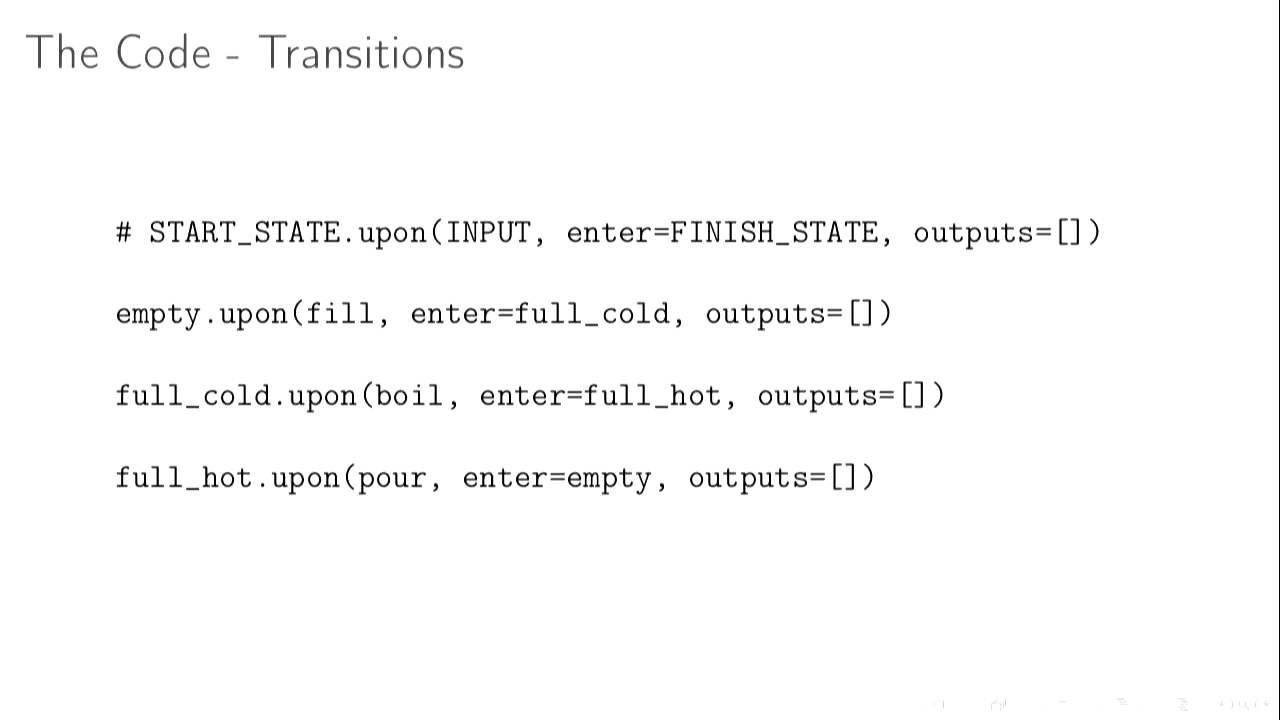 The Code - Transitions
# START_STATE.upon(INPUT, enter=FINISH_STATE, outputs=[])
empty.upon(fill, enter=full_cold, outputs=[])
full_cold.upon(boil, enter=full_hot, outputs=[])
full_hot.upon(pour, enter=empty, outputs=[])